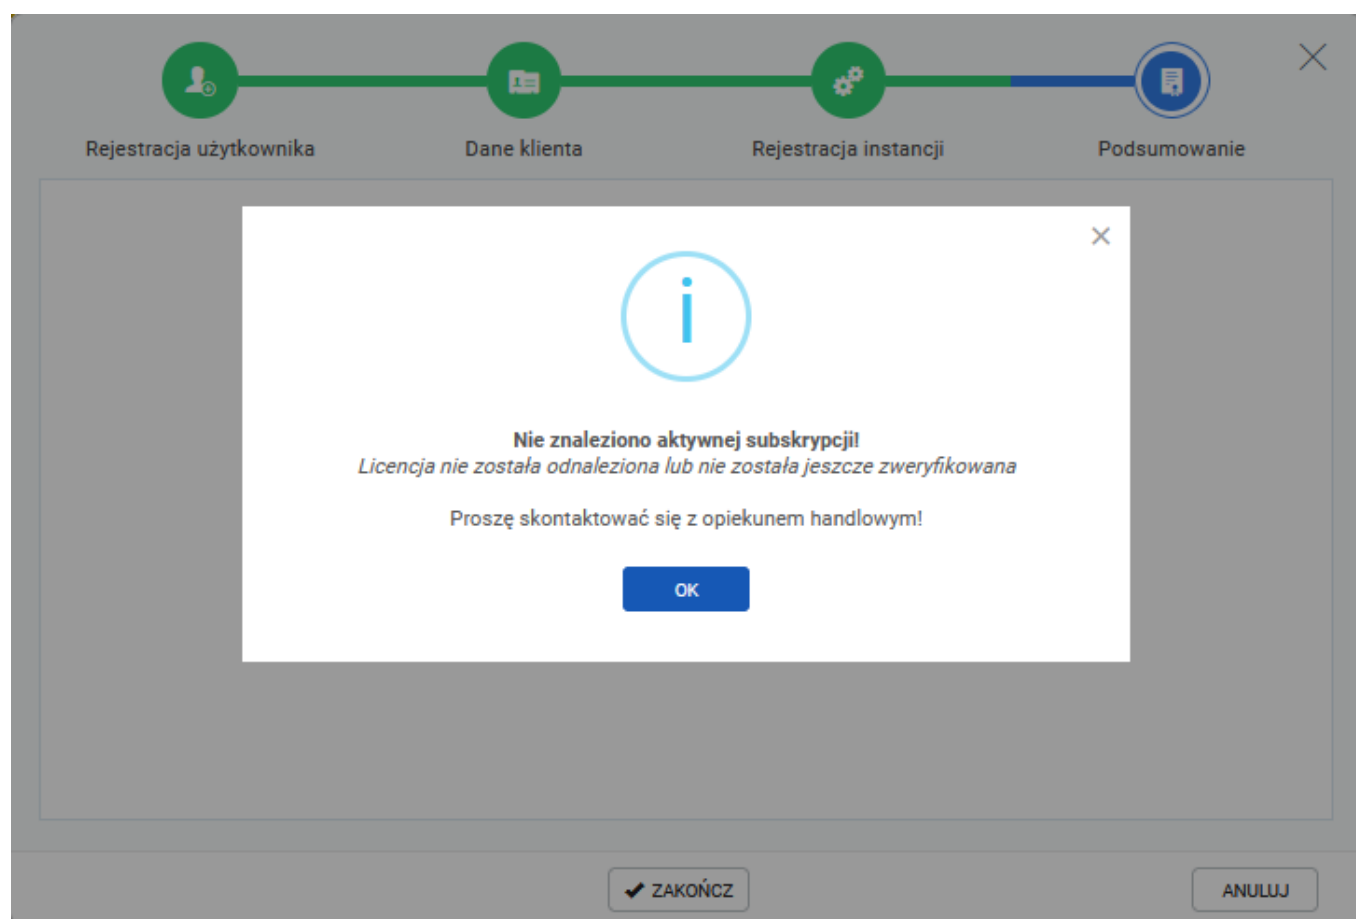 Rejestracja użytkownika
Dane klienta
Rejestracja instancji
Podsumowanie
Nie znaleziono aktywnej subskrypcji!
Licencja nie została odnaleziona lub nie została jeszcze zweryfikowana
Proszę skontaktować się z opiekunem handlowym!
OK
ZAKOŃCZ
ANULUJ